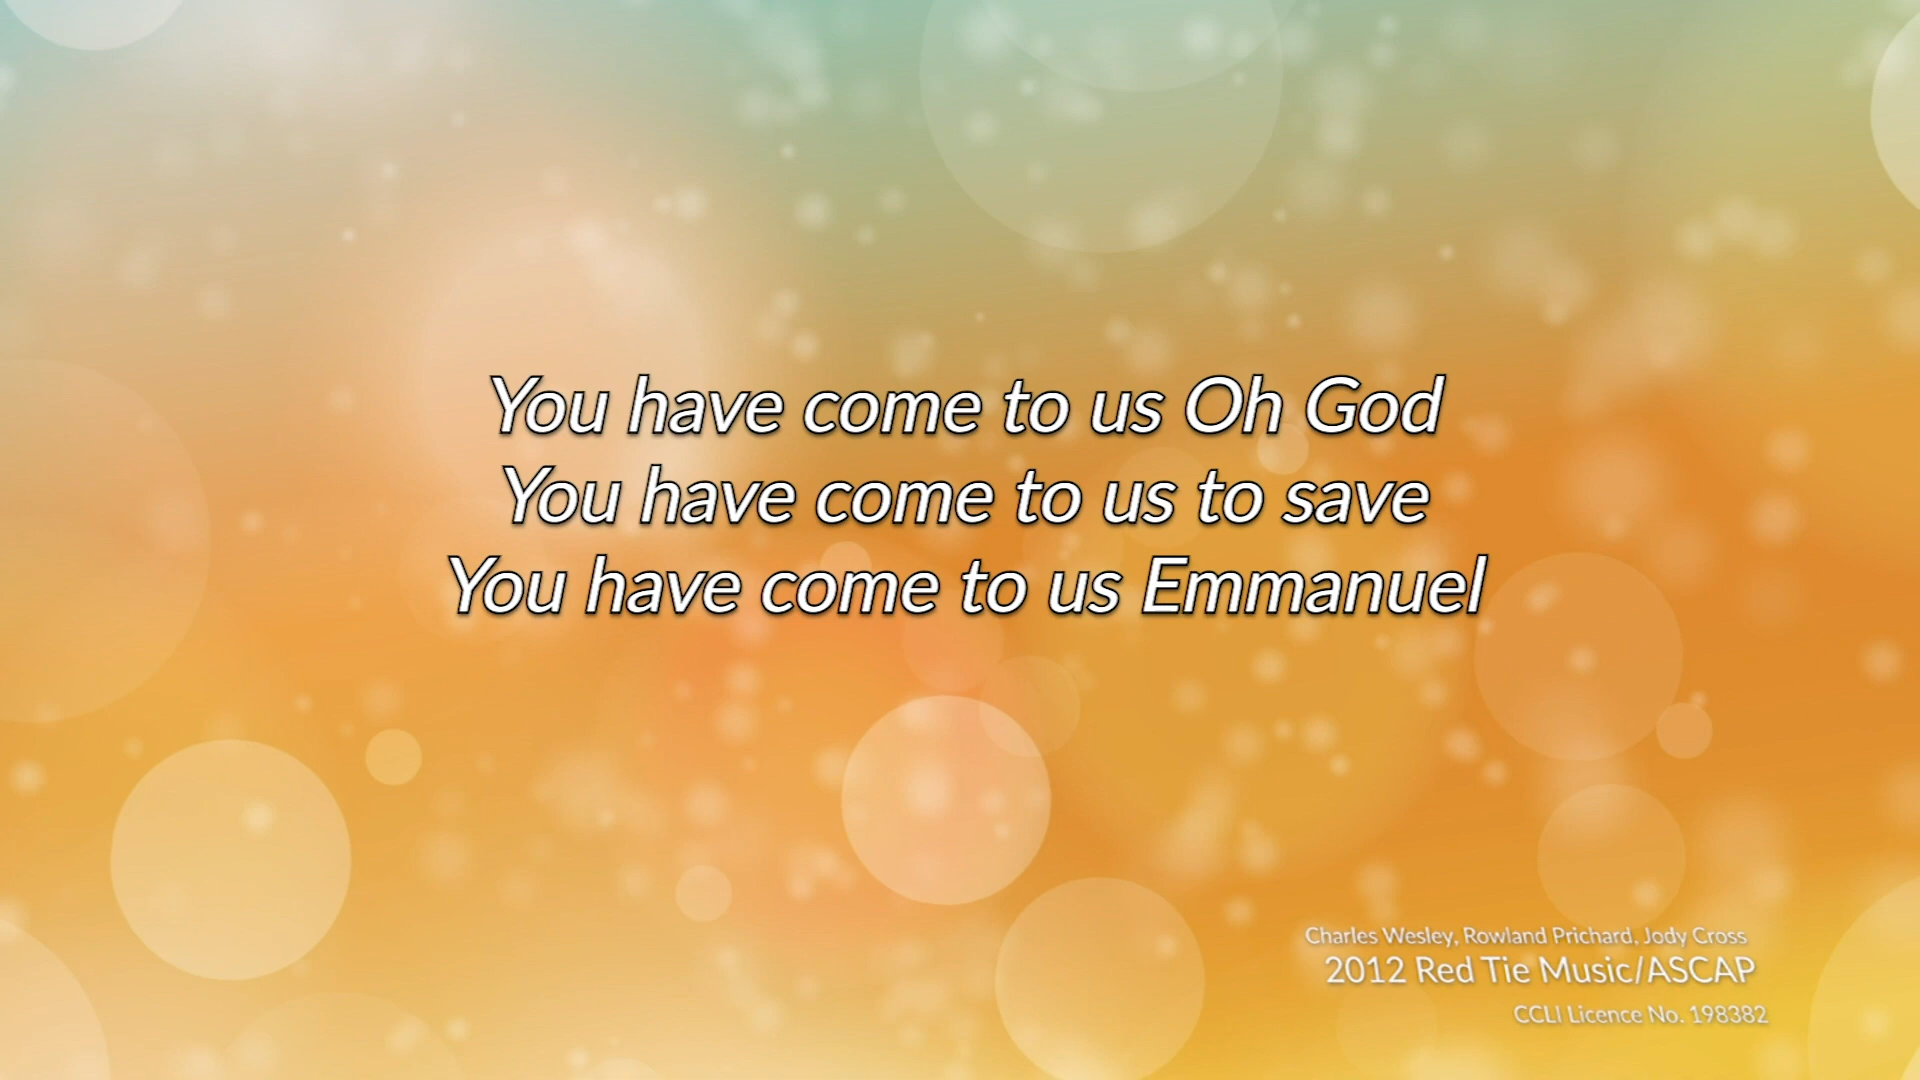 You have come to us Oh God
You have come to us to save
You have come to us Emmanuel
Charles Wesley, Rowland Prichard, Jody Cross
2012 Red Tie Music/ASCAP
CCLI Licence No. 198382